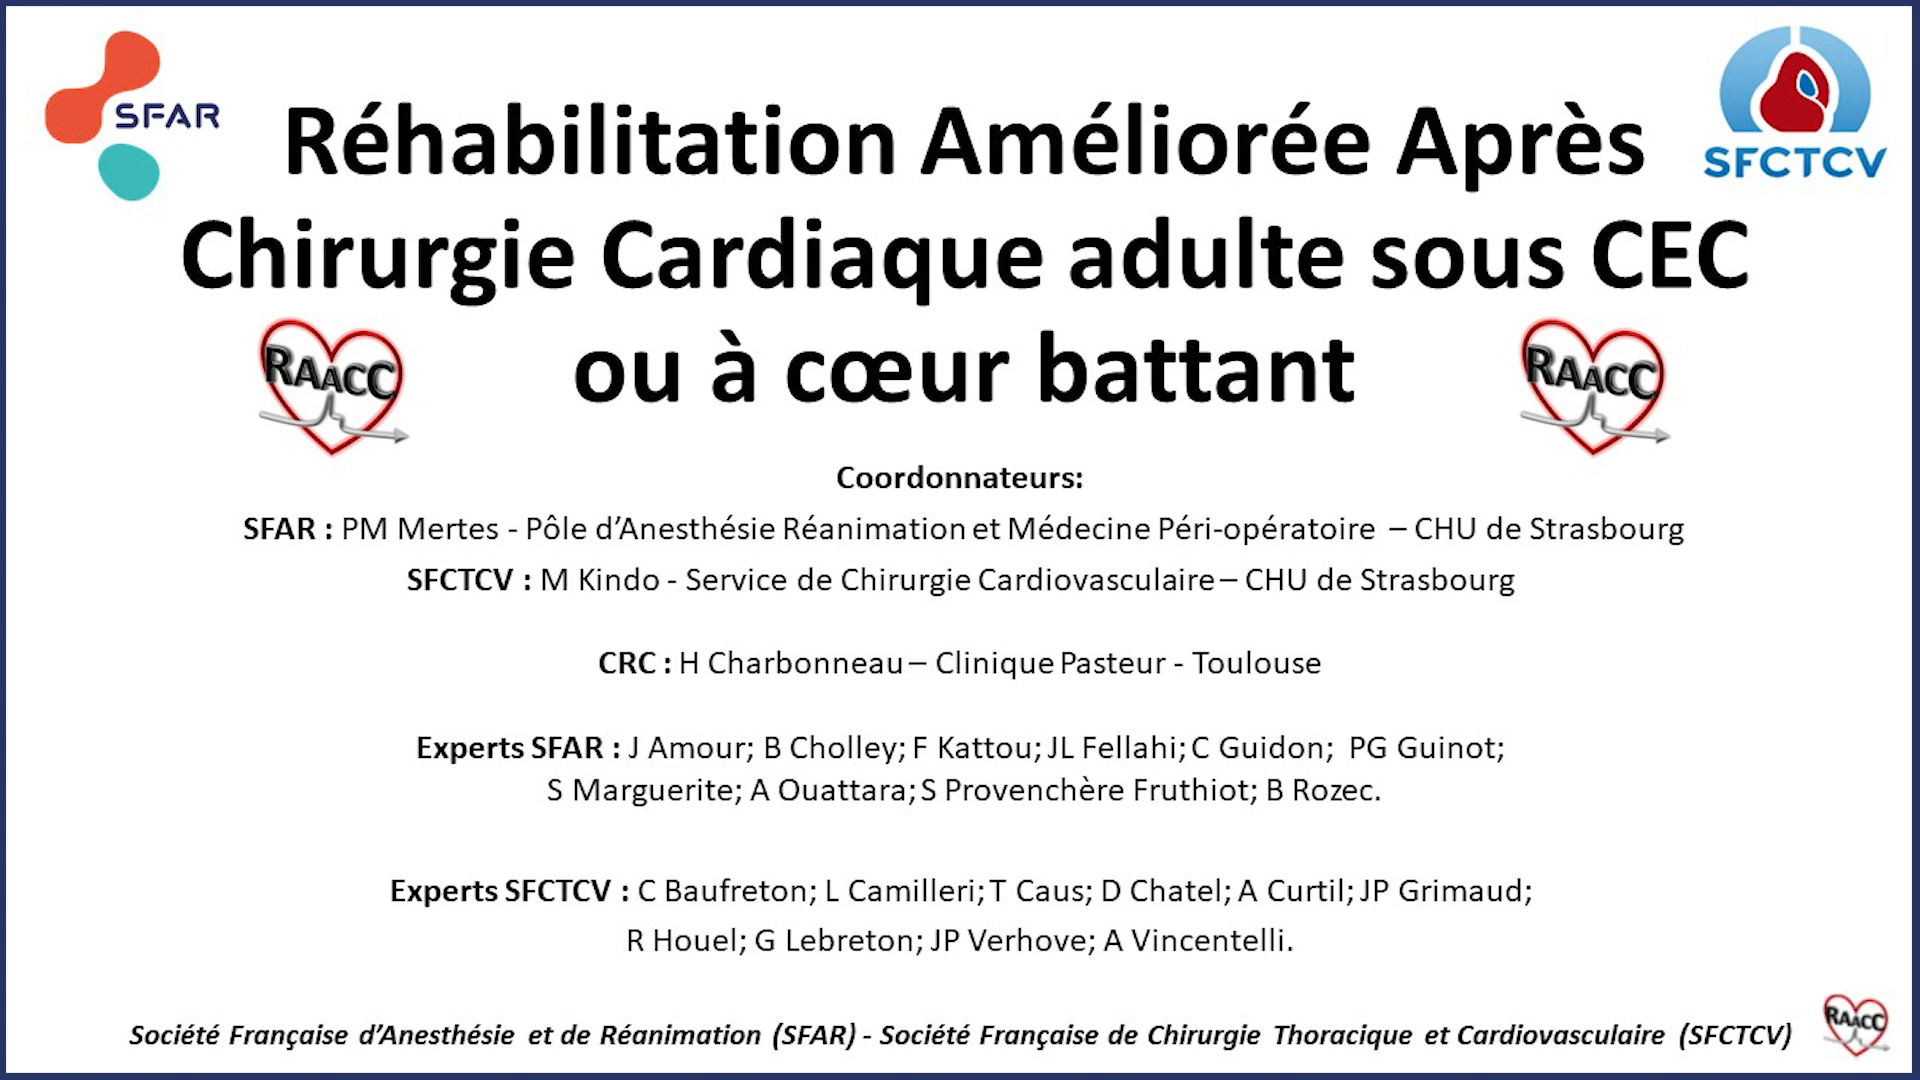 SFAR
SFCTCV
Réhabilitation Améliorée Après
Chirurgie Cardiaque adulte sous CEC
ou à cœur battant
RAACC
RAACC
Coordonnateurs:
SFAR : PM Mertes - Pôle d’Anesthésie Réanimation et Médecine Péri-opératoire – CHU de Strasbourg
SFCTCV : M Kindo - Service de Chirurgie Cardiovasculaire – CHU de Strasbourg
CRC : H Charbonneau – Clinique Pasteur - Toulouse
Experts SFAR : J Amour; B Cholley; F Kattou; JL Fellahi; C Guidon; PG Guinot;
S Marguerite; A Ouattara; S Provenchère Fruthiot; B Rozec.
Experts SFCTCV : C Baufreton; L Camilleri; T Caus; D Chatel; A Curtil; JP Grimaud;
R Houel; G Lebreton; JP Verhove; A Vincentelli.
Société Française d’Anesthésie et de Réanimation (SFAR) - Société Française de Chirurgie Thoracique et Cardiovasculaire (SFCTCV)
RAACC